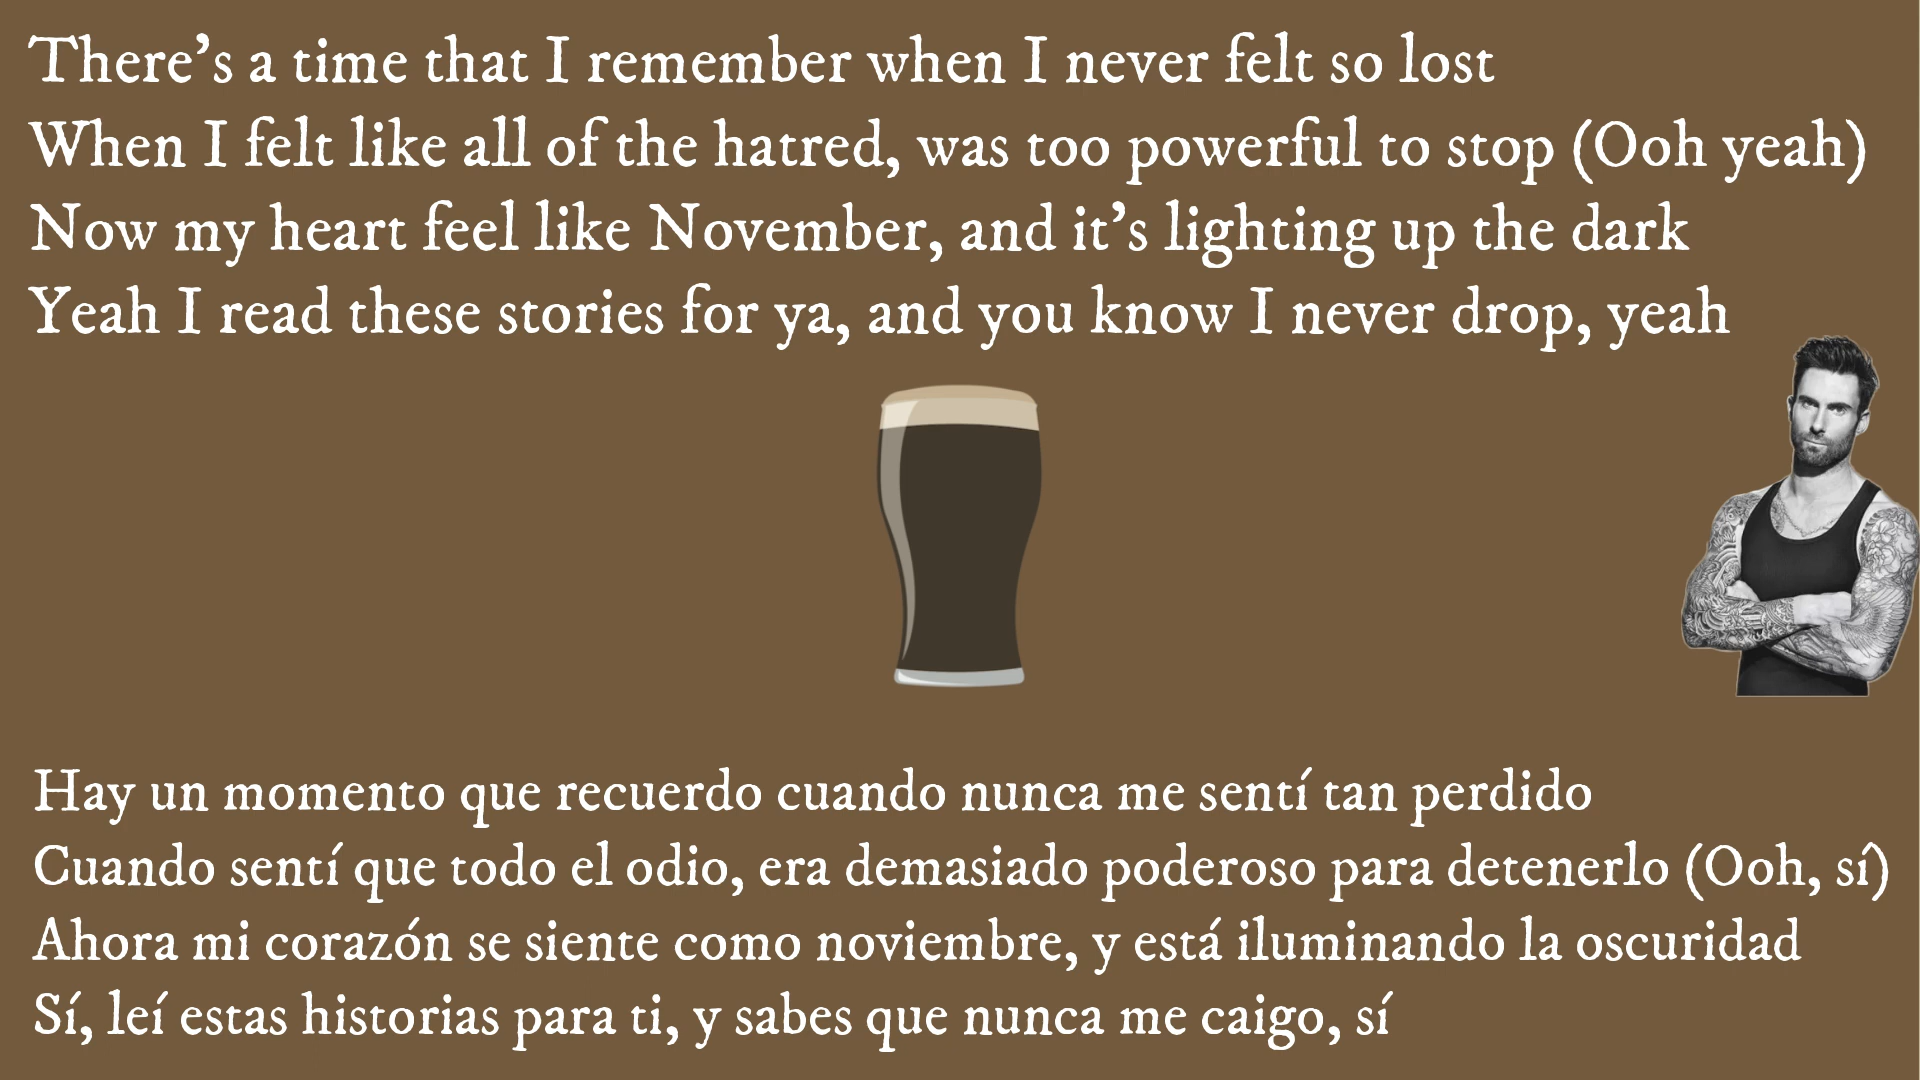 There's a time that I remember when I never felt so lost
When I felt like all of the hatred, was too powerful to stop (Ooh yeah)
Now my heart feel like November, and it's lighting up the dark
Yeah I read these stories for ya, and you know I never drop, yeah
Hay un momento que recuerdo cuando nunca me sentí tan perdido
Cuando sentí que todo el odio, era demasiado poderoso para detenerlo (Ooh, sí)
Ahora mi corazón se siente como noviembre, y está iluminando la oscuridad
Sí, leí estas historias para ti, y sabes que nunca me caigo, sí